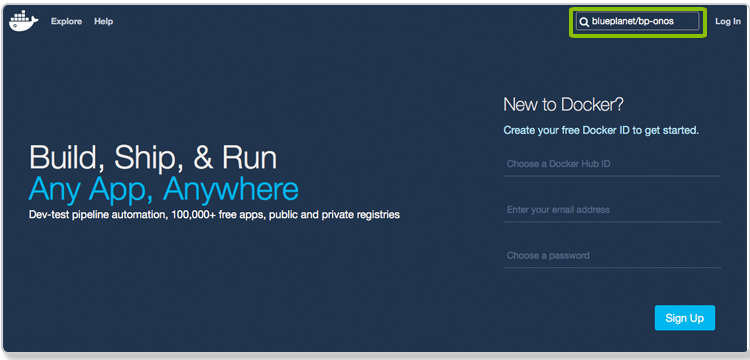 Explore Help blueplanet/bp-onos Log In
Build, Ship, & Run
Any App, Anywhere
Dev-test pipeline automation, 100,000+ free apps, public and private registries
New to Docker?
Create your free Docker ID to get started.
Choose a Docker Hub ID
Enter your email address
Choose a password
Sign Up